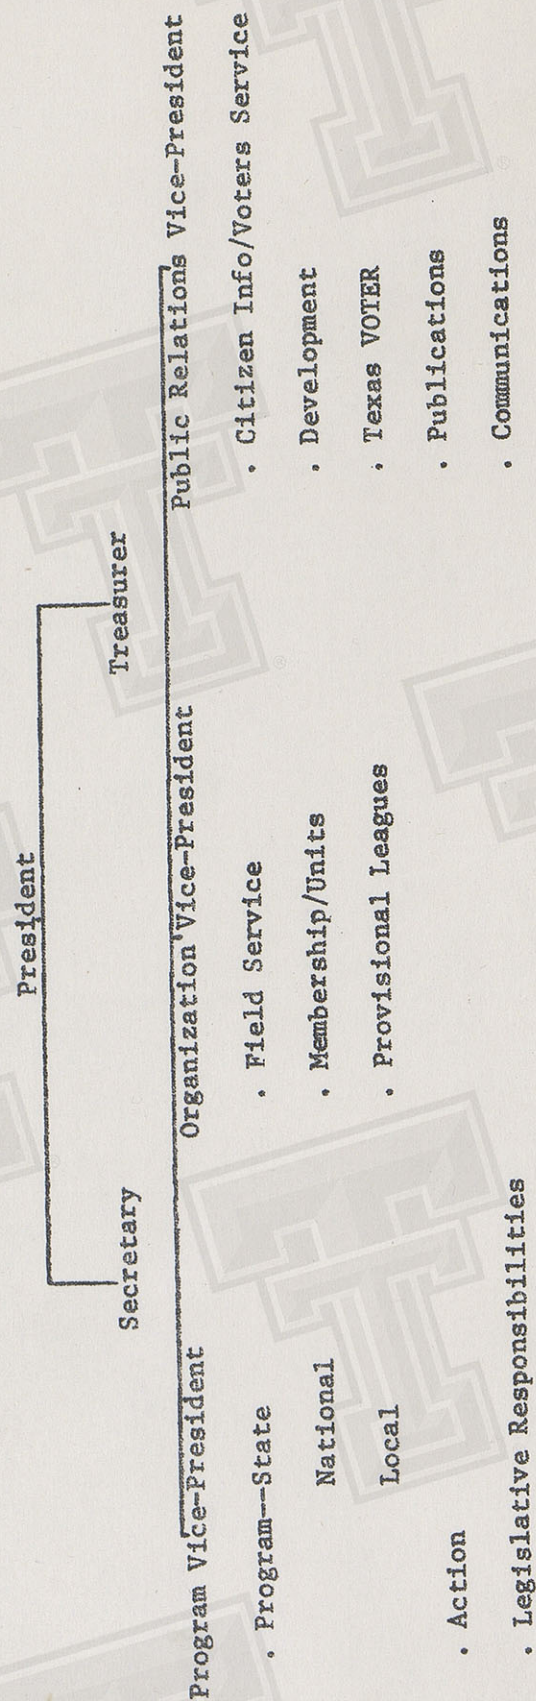 President
Secretary
Treasurer
Program Vice-President
. Program--State
National
Local
. Action
. Legislative Responsibilities
Organization Vice-President
. Field Service
. Membership/Units
. Provisional Leagues
Public Relations Vice-President
. Citizen Info/Voters Service
. Development
. Texas VOTER
. Publications
. Communications